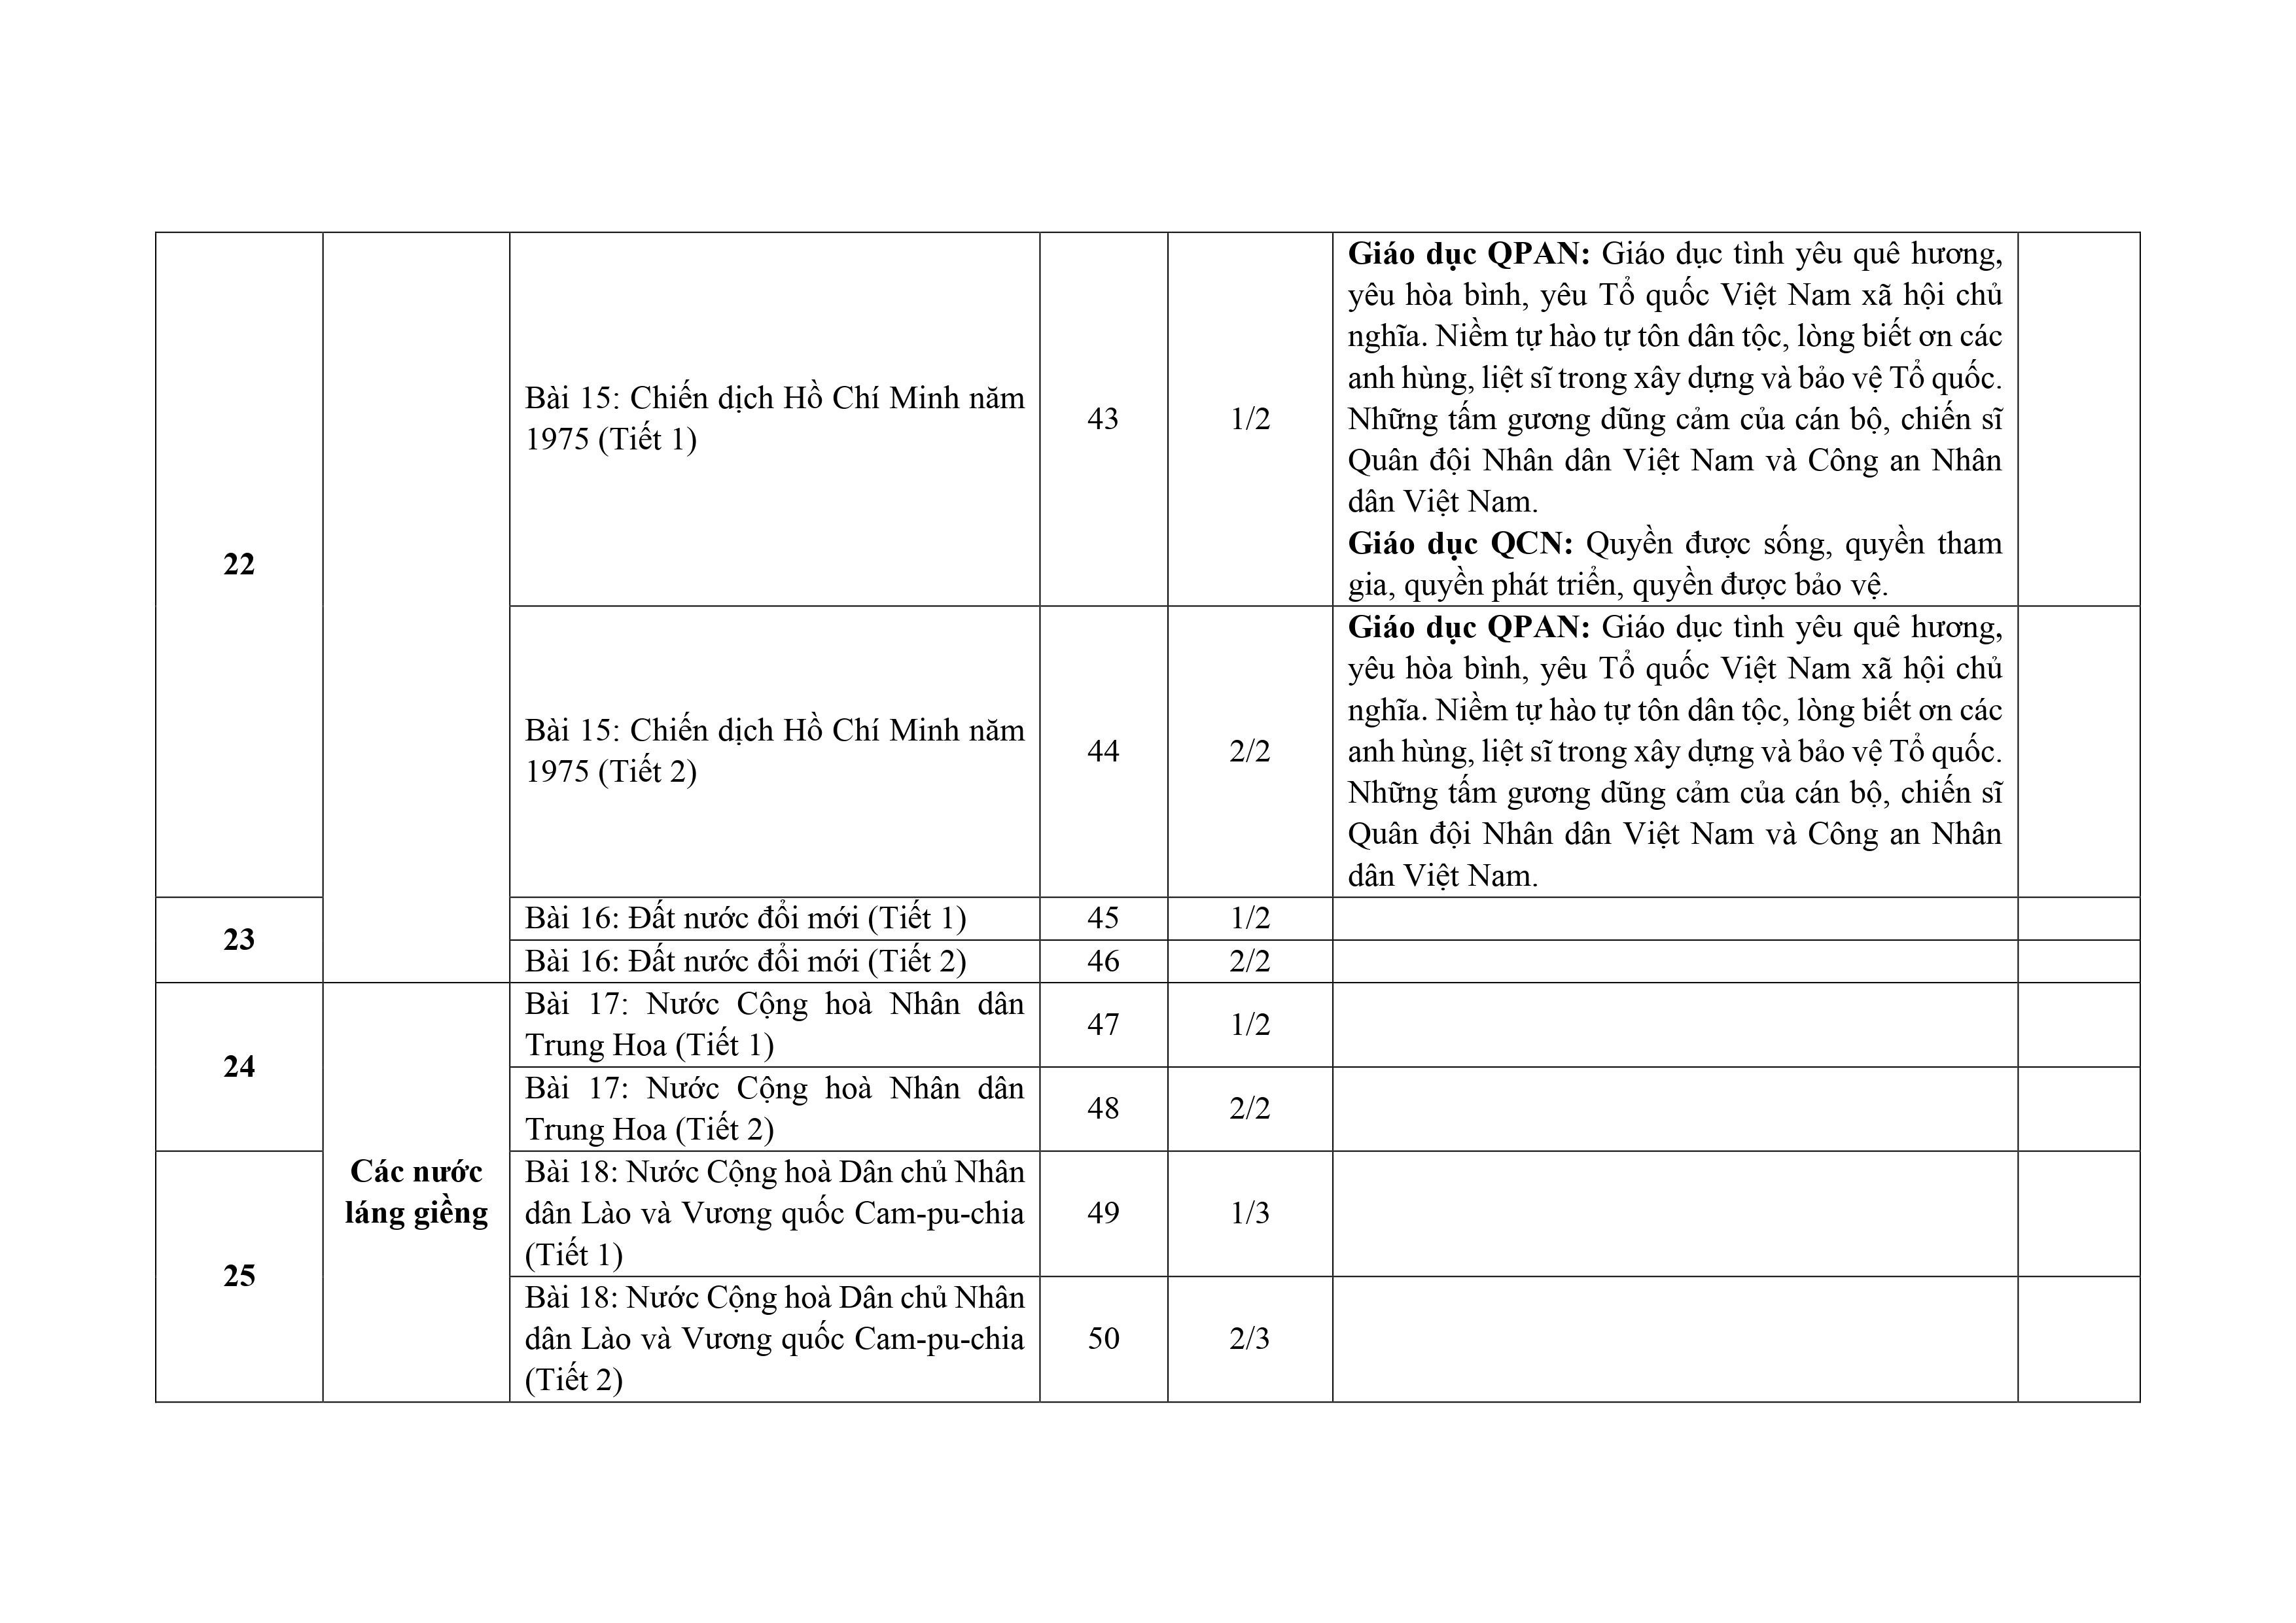 22
Bài 15: Chiến dịch Hồ Chí Minh năm
1975 (Tiết 1)
43
1/2
Giáo dục QPAN: Giáo dục tình yêu quê hương,
yêu hòa bình, yêu Tổ quốc Việt Nam xã hội chủ
nghĩa. Niềm tự hào tự tôn dân tộc, lòng biết ơn các
anh hùng, liệt sĩ trong xây dựng và bảo vệ Tổ quốc.
Những tấm gương dũng cảm của cán bộ, chiến sĩ
Quân đội Nhân dân Việt Nam và Công an Nhân
dân Việt Nam.
Giáo dục QCN: Quyền được sống, quyền tham
gia, quyền phát triển, quyền được bảo vệ.
Bài 15: Chiến dịch Hồ Chí Minh năm
1975 (Tiết 2)
44
2/2
Giáo dục QPAN: Giáo dục tình yêu quê hương,
yêu hòa bình, yêu Tổ quốc Việt Nam xã hội chủ
nghĩa. Niềm tự hào tự tôn dân tộc, lòng biết ơn các
anh hùng, liệt sĩ trong xây dựng và bảo vệ Tổ quốc.
Những tấm gương dũng cảm của cán bộ, chiến sĩ
Quân đội Nhân dân Việt Nam và Công an Nhân
dân Việt Nam.
23
Bài 16: Đất nước đổi mới (Tiết 1)
45
1/2
Bài 16: Đất nước đổi mới (Tiết 2)
46
2/2
24
Các nước
láng giềng
Bài 17: Nước Cộng hoà Nhân dân
Trung Hoa (Tiết 1)
47
1/2
Bài 17: Nước Cộng hoà Nhân dân
Trung Hoa (Tiết 2)
48
2/2
25
Bài 18: Nước Cộng hoà Dân chủ Nhân
dân Lào và Vương quốc Cam-pu-chia
(Tiết 1)
49
1/3
Bài 18: Nước Cộng hoà Dân chủ Nhân
dân Lào và Vương quốc Cam-pu-chia
(Tiết 2)
50
2/3